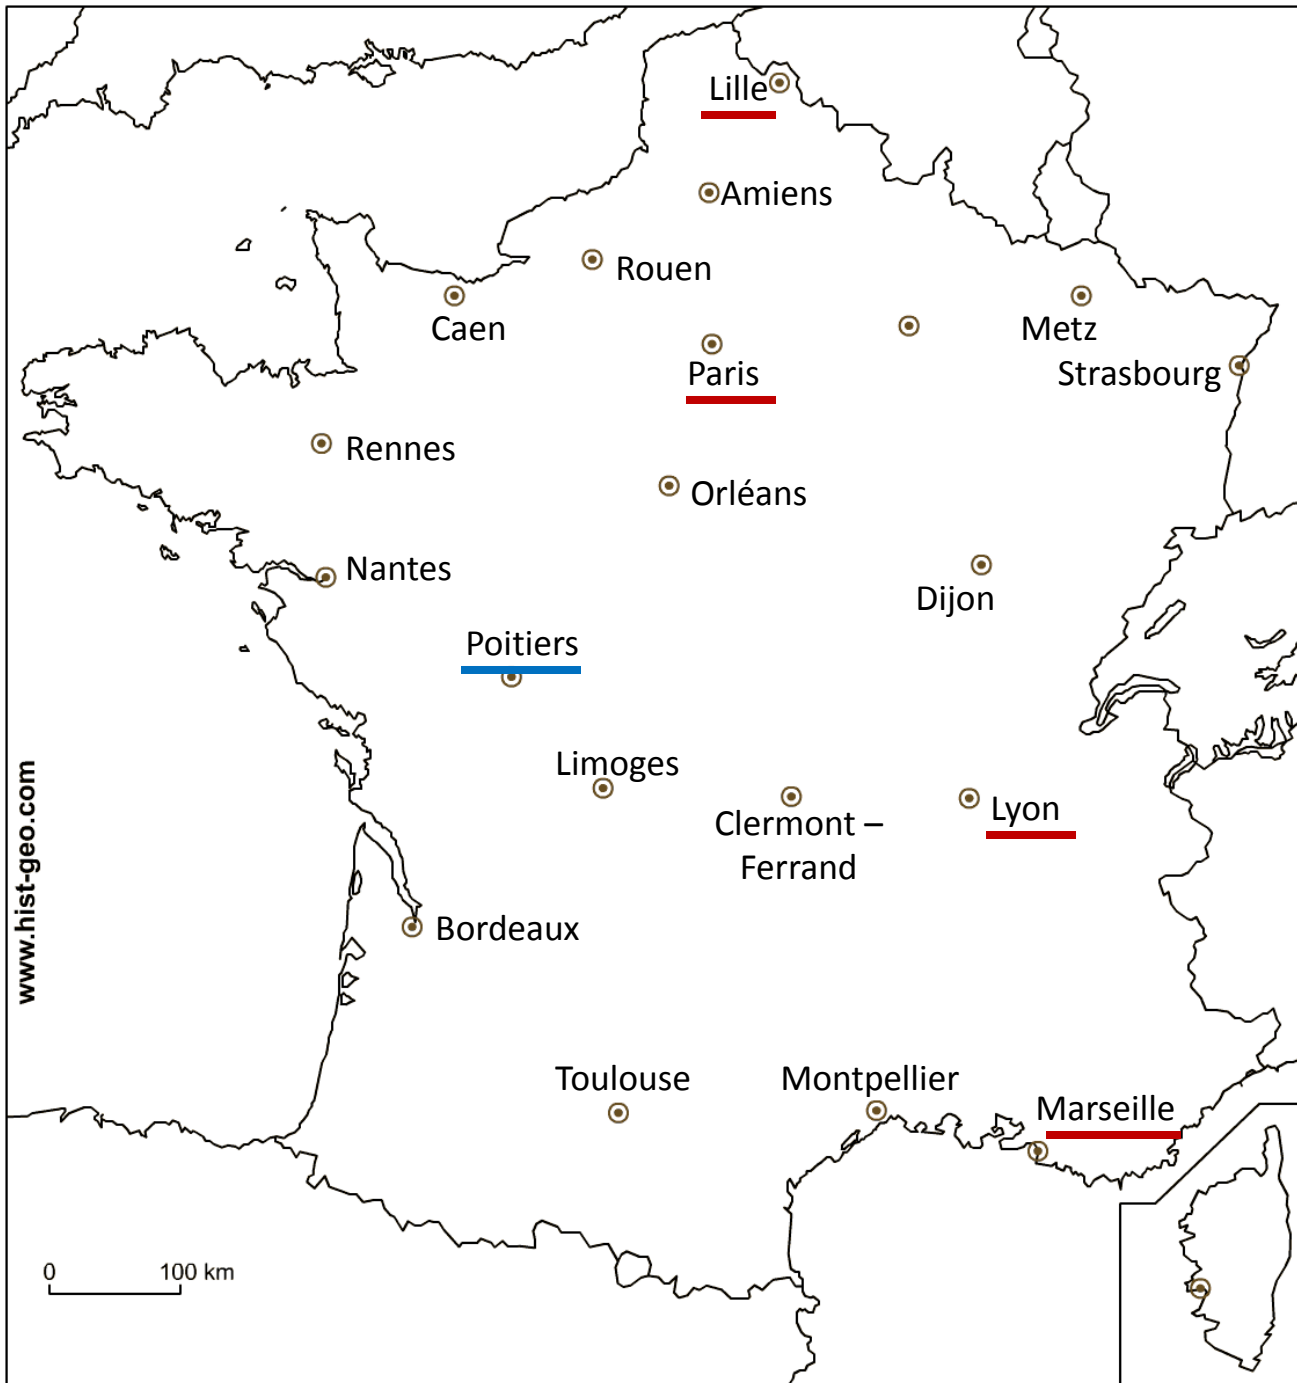 Lille
Amiens
Rouen
Caen
Metz
Paris
Strasbourg
Rennes
Orléans
Nantes
Dijon
Poitiers
Limoges
Clermont –
Ferrand
Lyon
www.hist-geo.com
Bordeaux
Toulouse
Montpellier
Marseille
0 100 km